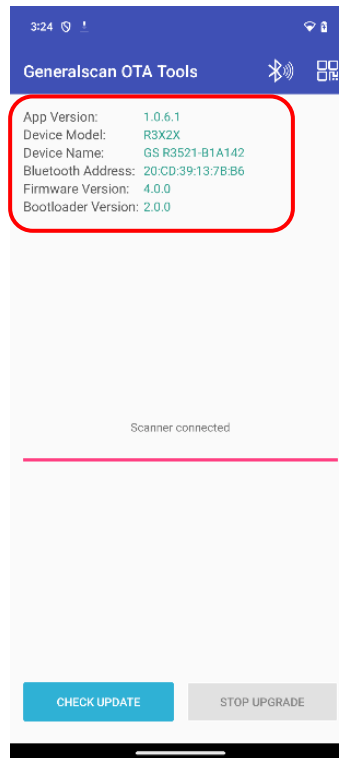 3:24
Generalscan OTA Tools
App Version: 1.0.6.1
Device Model: R3X2X
Device Name: GS R3521-B1A142
Bluetooth Address: 20:CD:39:13:7B:B6
Firmware Version: 4.0.0
Bootloader Version: 2.0.0
Scanner connected
CHECK UPDATE STOP UPGRADE